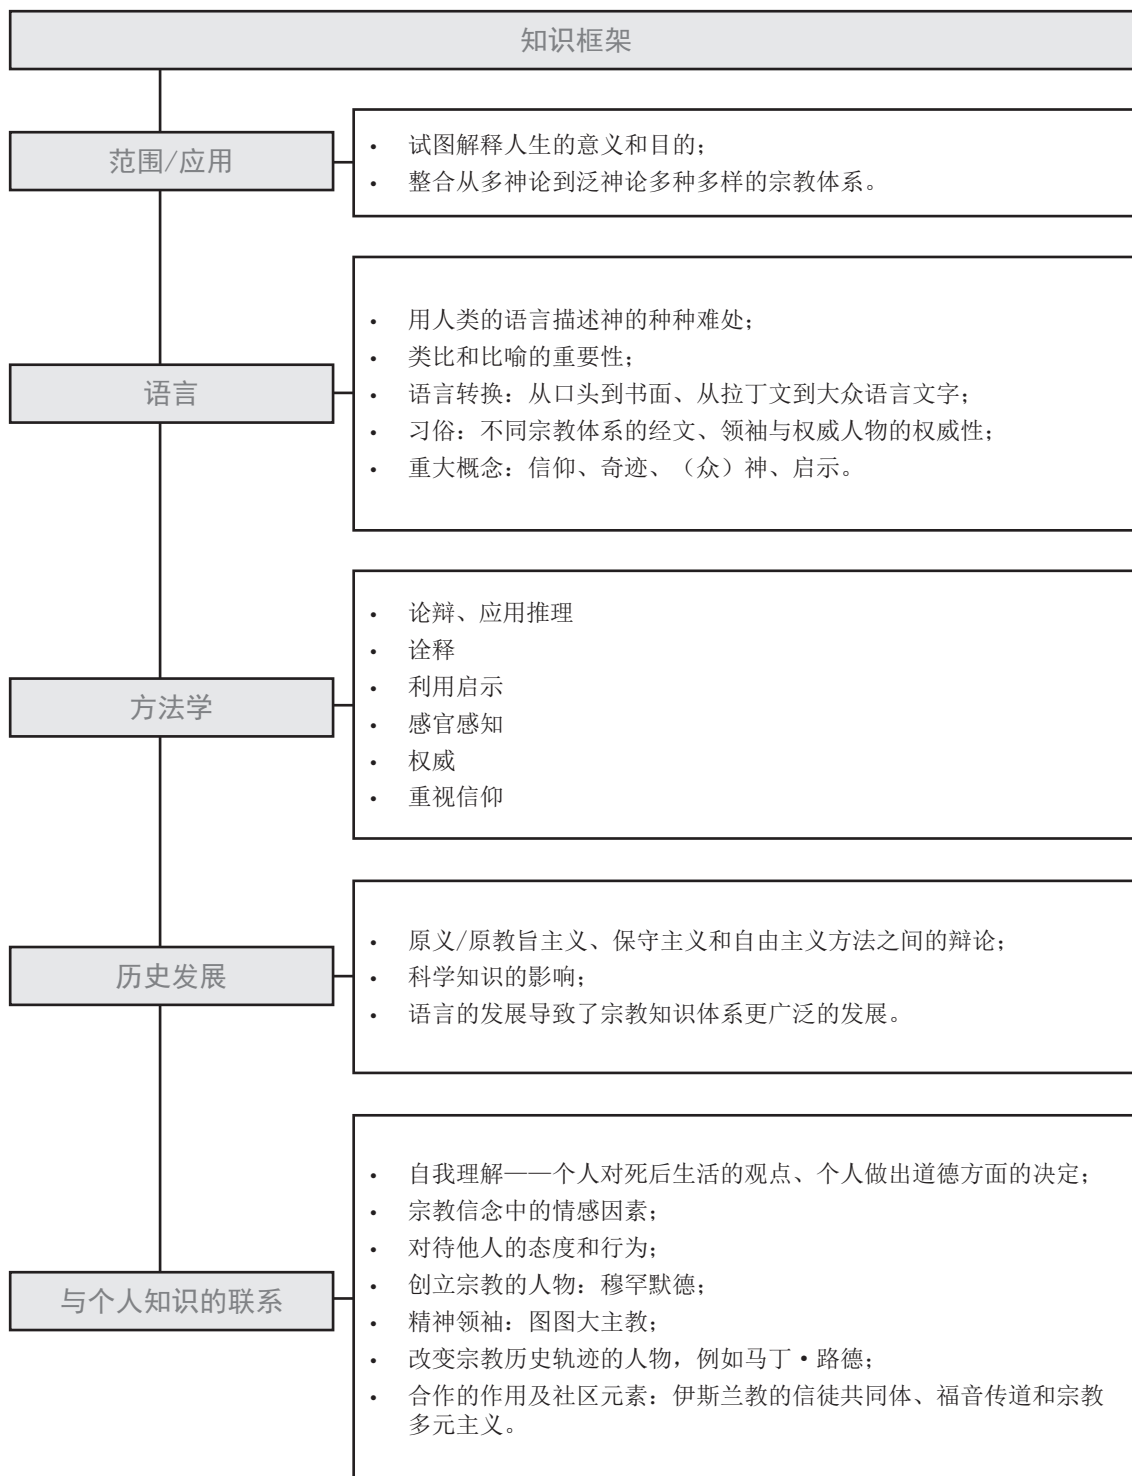 知识框架
范围/应用
• 试图解释人生的意义和目的；
• 整合从多神论到泛神论多种多样的宗教体系。
语言
• 用人类的语言描述神的种种难处；
• 类比和比喻的重要性；
• 语言转换：从口头到书面、从拉丁文到大众语言文字；
• 习俗：不同宗教体系的经文、领袖与权威人物的权威性；
• 重大概念：信仰、奇迹、（众）神、启示。
方法学
• 论辩、应用推理
• 诠释
• 利用启示
• 感官感知
• 权威
• 重视信仰
历史发展
• 原义/原教旨主义、保守主义和自由主义方法之间的辩论；
• 科学知识的影响；
• 语言的发展导致了宗教知识体系更广泛的发展。
与个人知识的联系
• 自我理解——个人对死后生活的观点、个人做出道德方面的决定；
• 宗教信念中的情感因素；
• 对待他人的态度和行为；
• 创立宗教的人物：穆罕默德；
• 精神领袖：图图大主教；
• 改变宗教历史轨迹的人物，例如马丁•路德；
• 合作的作用及社区元素：伊斯兰教的信徒共同体、福音传道和宗教
多元主义。